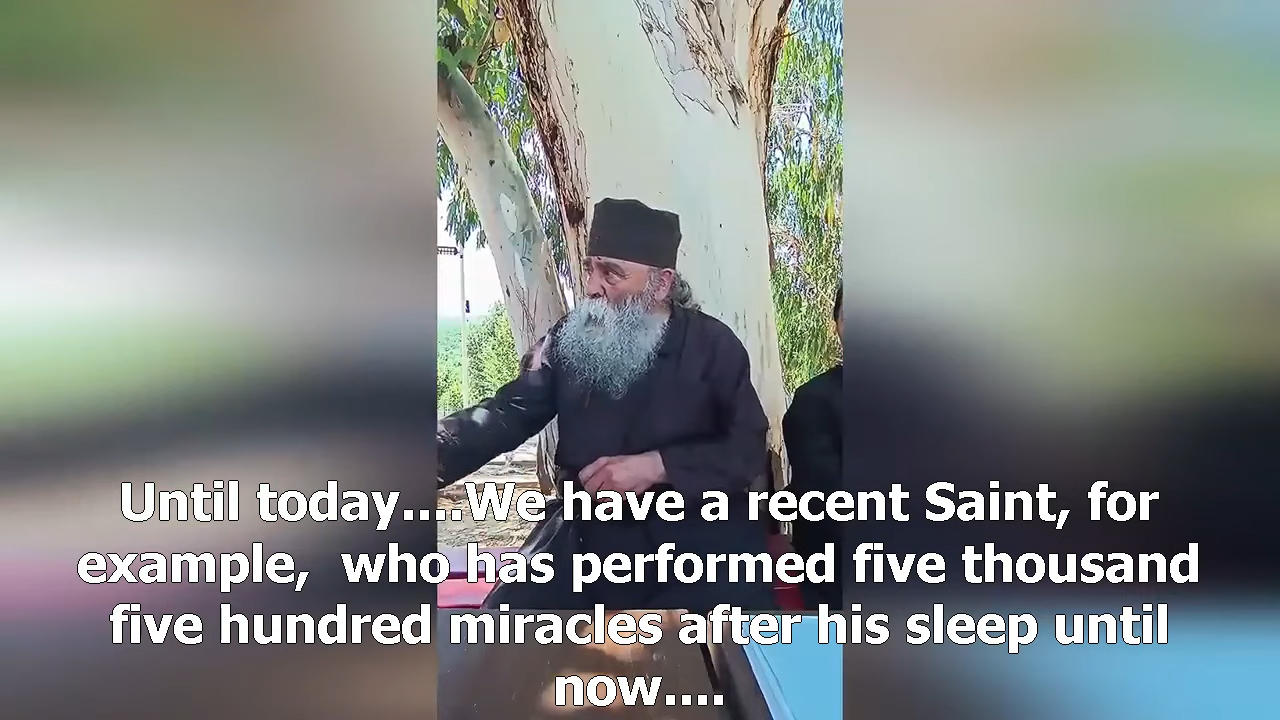 Until today....We have a recent Saint, for
example,  who has performed five thousand
five hundred miracles after his sleep until
now....